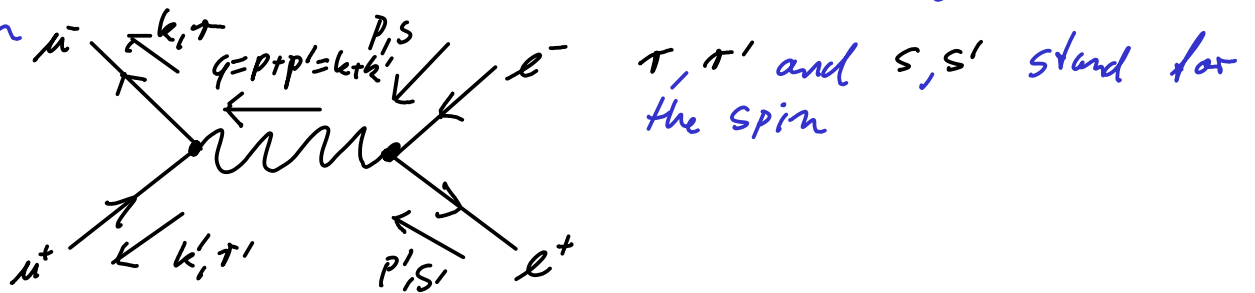 μ⁻ k, r p, s e⁻ r, r' and s, s' stand for
q = p + p' = k + k' the spin
μ⁺ k', r' p', s' e⁺